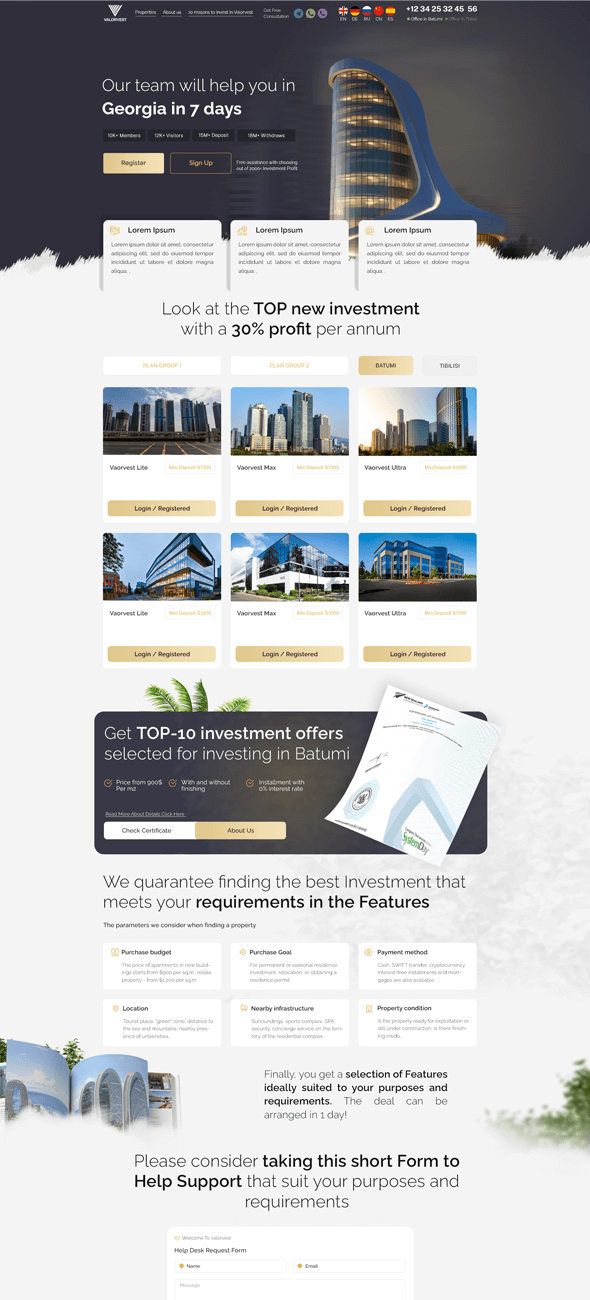 VALORVEST
Properties
About us
10 reasons to invest in Valorvest
Get Free
Consultation
EN
DE
RU
CN
ES
+12 34 25 32 45 56
Office in Batumi
Office in Tbilisi
Our team will help you in
Georgia in 7 days
10K+ Members
12K+ Visitors
15M+ Deposit
18M+ Withdraws
Register
Sign Up
Free assistance with choosing
out of 2000+ Investment Profit
Lorem Ipsum
Lorem ipsum dolor sit amet, consectetur
adipiscing elit, sed do eiusmod tempor
incididunt ut labore et dolore magna
aliqua. .
Lorem Ipsum
Lorem ipsum dolor sit amet, consectetur
adipiscing elit, sed do eiusmod tempor
incididunt ut labore et dolore magna
aliqua. .
Lorem Ipsum
Lorem ipsum dolor sit amet, consectetur
adipiscing elit, sed do eiusmod tempor
incididunt ut labore et dolore magna
aliqua. .
Look at the TOP new investment
with a 30% profit per annum
PLAN GROUP 1
PLAN GROUP 2
BATUMI
TIBILISI
Vaorvest Lite
Min Deposit $1000
Login / Registered
Vaorvest Max
Min Deposit $1000
Login / Registered
Vaorvest Ultra
Min Deposit $1000
Login / Registered
Vaorvest Lite
Min Deposit $1000
Login / Registered
Vaorvest Max
Min Deposit $1000
Login / Registered
Vaorvest Ultra
Min Deposit $1000
Login / Registered
Get TOP-10 investment offers
selected for investing in Batumi
Price from 900$
Per m2
With and without
finishing
Installment with
0% interest rate
Read More About Details Click Here
Check Certificate
About Us
Certificate of Incorporation
SystemDay
We quarantee finding the best Investment that
meets your requirements in the Features
The parameters we consider when finding a property
Purchase budget
The price of apartments in new build-
ings starts from $900 per sq.m., resale
property - from $1,200 per sq.m.
Purchase Goal
For permanent or seasonal residence,
investment, relocation, or obtaining a
residence permit
Payment method
Cash, SWIFT transfer, cryptocurrency.
Interest-free installments and mort-
gages are also available.
Location
Tourist place, "green" zone, distance to
the sea and mountains, nearby pres-
ence of universities.
Nearby infrastructure
Surroundings, sports complex, SPA,
security, concierge service on the terri-
tory of the residential complex
Property condition
Is the property ready for exploitation or
still under construction, is there finish-
ing inside.
Finally, you get a selection of Features
ideally suited to your purposes and
requirements. The deal can be
arranged in 1 day!
Please consider taking this short Form to
Help Support that suit your purposes and
requirements
Welcome To valorvest
Help Desk Request Form
Name
Email
Message